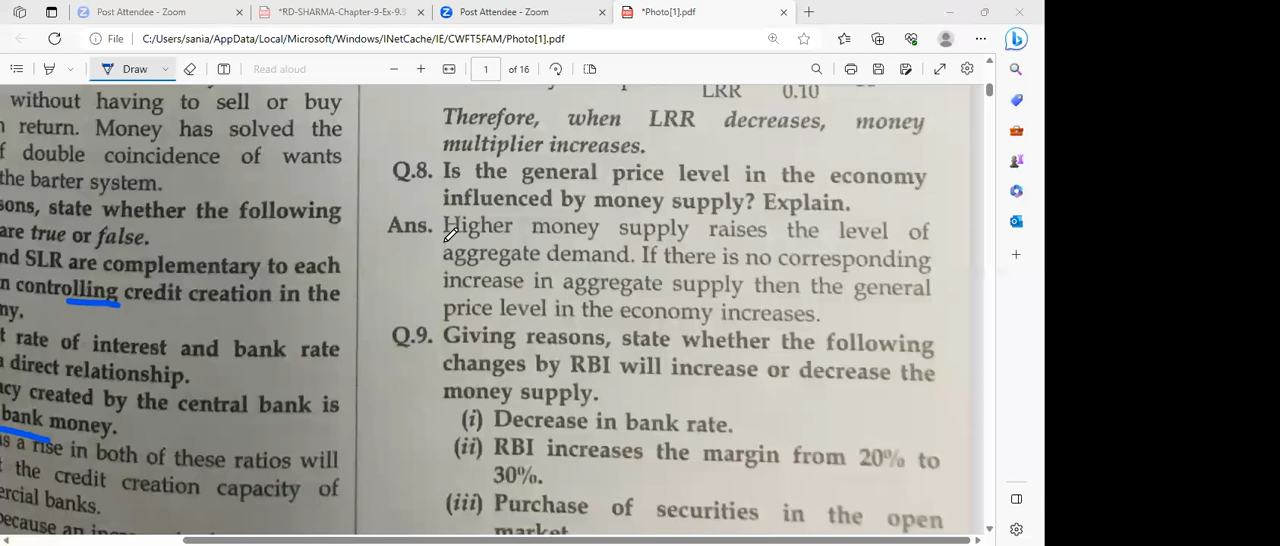 Post Attendee - Zoom
*RD-SHARMA-Chapter-9-Ex-9.3
Post Attendee - Zoom
*Photo[1].pdf
File
C:/Users/sania/AppData/Local/Microsoft/Windows/INetCache/IE/CWFT5FAM/Photo[1].pdf
Draw
Read aloud
1 of 16
without having to sell or buy
n return. Money has solved the
f double coincidence of wants
the barter system.
sons, state whether the following
are true or false.
nd SLR are complementary to each
n controlling credit creation in the
ny.
t rate of interest and bank rate
a direct relationship.
cy created by the central bank is
bank money.
s a rise in both of these ratios will
t the credit creation capacity of
ercial banks.
because an
LRR 0.10
Therefore, when LRR decreases, money
multiplier increases.
Q.8. Is the general price level in the economy
influenced by money supply? Explain.
Ans. Higher money supply raises the level of
aggregate demand. If there is no corresponding
increase in aggregate supply then the general
price level in the economy increases.
Q.9. Giving reasons, state whether the following
changes by RBI will increase or decrease the
money supply.
(i) Decrease in bank rate.
(ii) RBI increases the margin from 20% to
30%.
(iii) Purchase of securities in the open
market